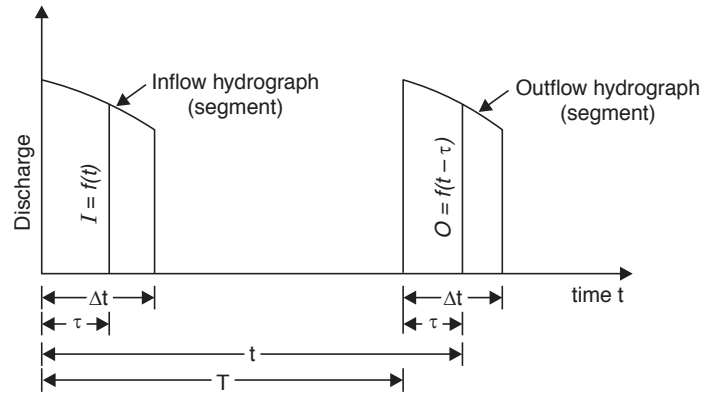 Inflow hydrograph
(segment)
Outflow hydrograph
(segment)
Discharge
I = f(t)
O = f(t – τ)
time t
Δt
Δt
τ
τ
t
T